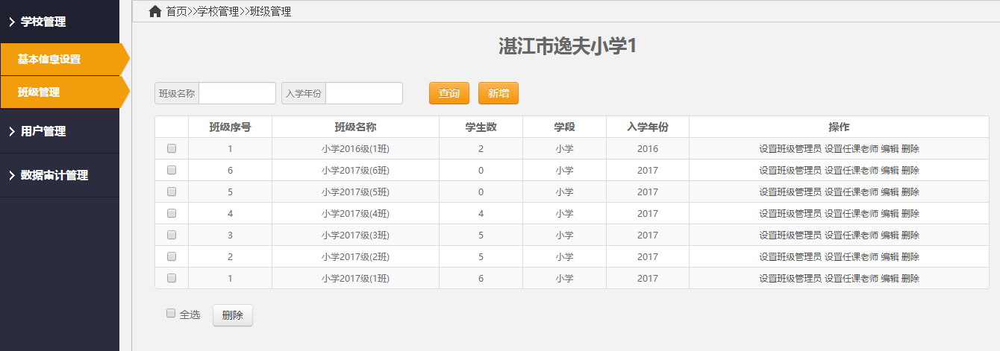 学校管理
基本信息设置
班级管理
用户管理
数据审计管理
首页>>学校管理>>班级管理
湛江市逸夫小学1
班级名称 入学年份 查询 新增
班级序号 班级名称 学生数 学段 入学年份 操作
1 小学2016级(1班) 2 小学 2016 设置班级管理员 设置任课老师 编辑 删除
6 小学2017级(6班) 0 小学 2017 设置班级管理员 设置任课老师 编辑 删除
5 小学2017级(5班) 0 小学 2017 设置班级管理员 设置任课老师 编辑 删除
4 小学2017级(4班) 4 小学 2017 设置班级管理员 设置任课老师 编辑 删除
3 小学2017级(3班) 5 小学 2017 设置班级管理员 设置任课老师 编辑 删除
2 小学2017级(2班) 5 小学 2017 设置班级管理员 设置任课老师 编辑 删除
1 小学2017级(1班) 6 小学 2017 设置班级管理员 设置任课老师 编辑 删除
全选 删除